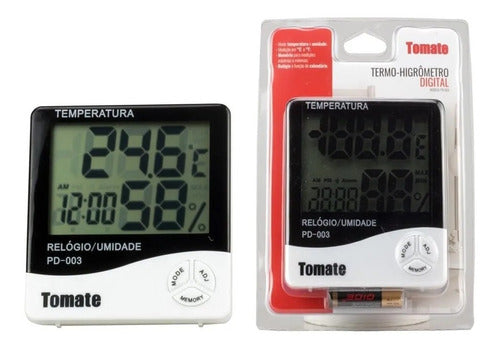 TEMPERATURA
24.6°C
AM
12:00 58%
RELÓGIO/UMIDADE
PD-003
MODE
ADJ
MEMORY
Tomate
Tomate
TERMO-HIGRÔMETRO
DIGITAL
TEMPERATURA
RELÓGIO/UMIDADE
PD-003
MODE
ADJ
MEMORY
Tomate